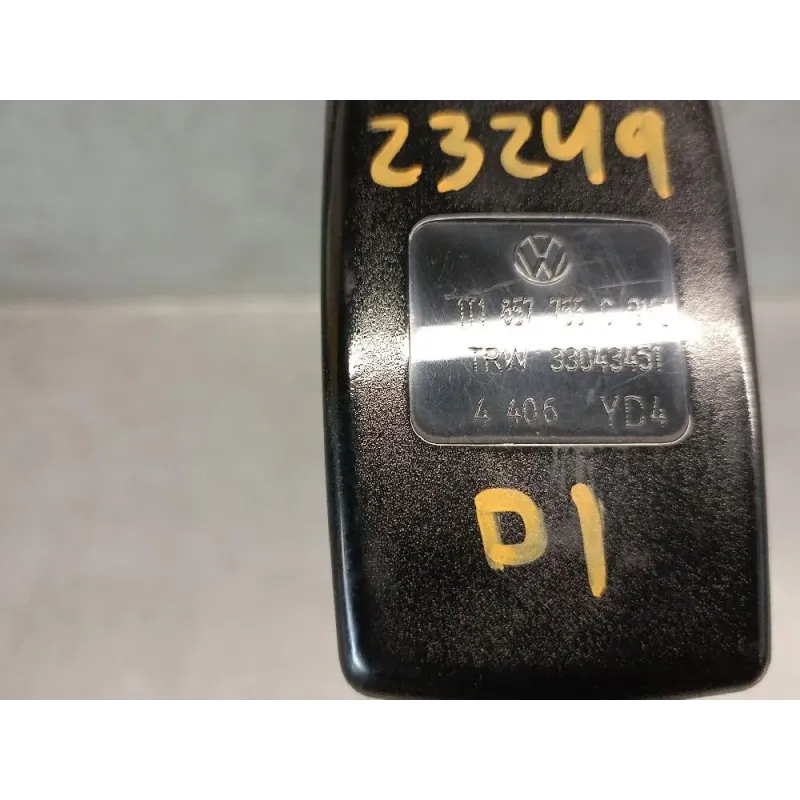 23249
1T1 857 755 C
TRW 33043451
4 406 YD4
D1